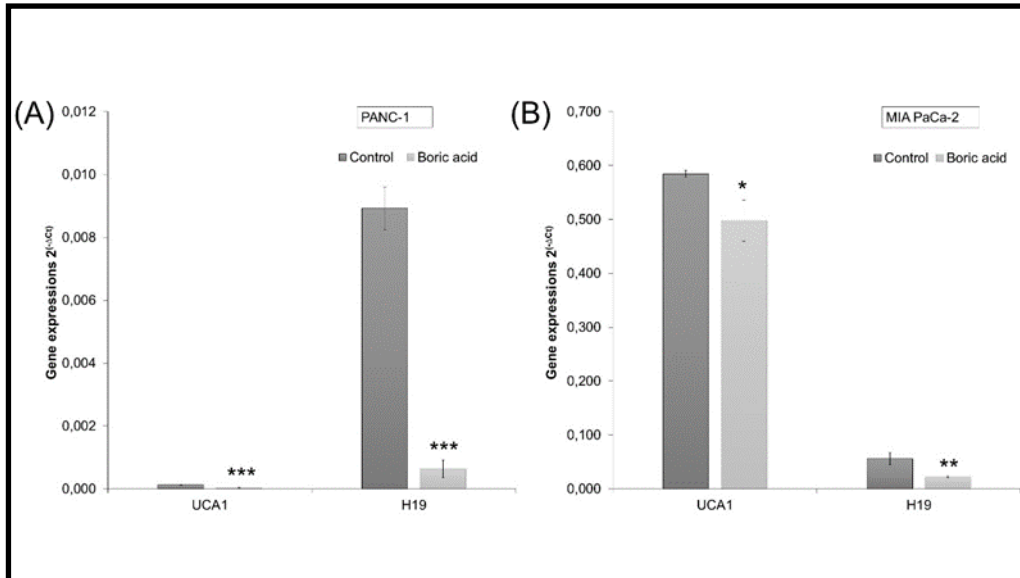 (A)
Gene expressions 2(-ΔCt)
0,012
0,010
0,008
0,006
0,004
0,002
0,000
PANC-1
Control Boric acid
***
***
UCA1 H19
(B)
Gene expressions 2(-ΔCt)
0,700
0,600
0,500
0,400
0,300
0,200
0,100
0,000
MIA PaCa-2
Control Boric acid
*
**
UCA1 H19